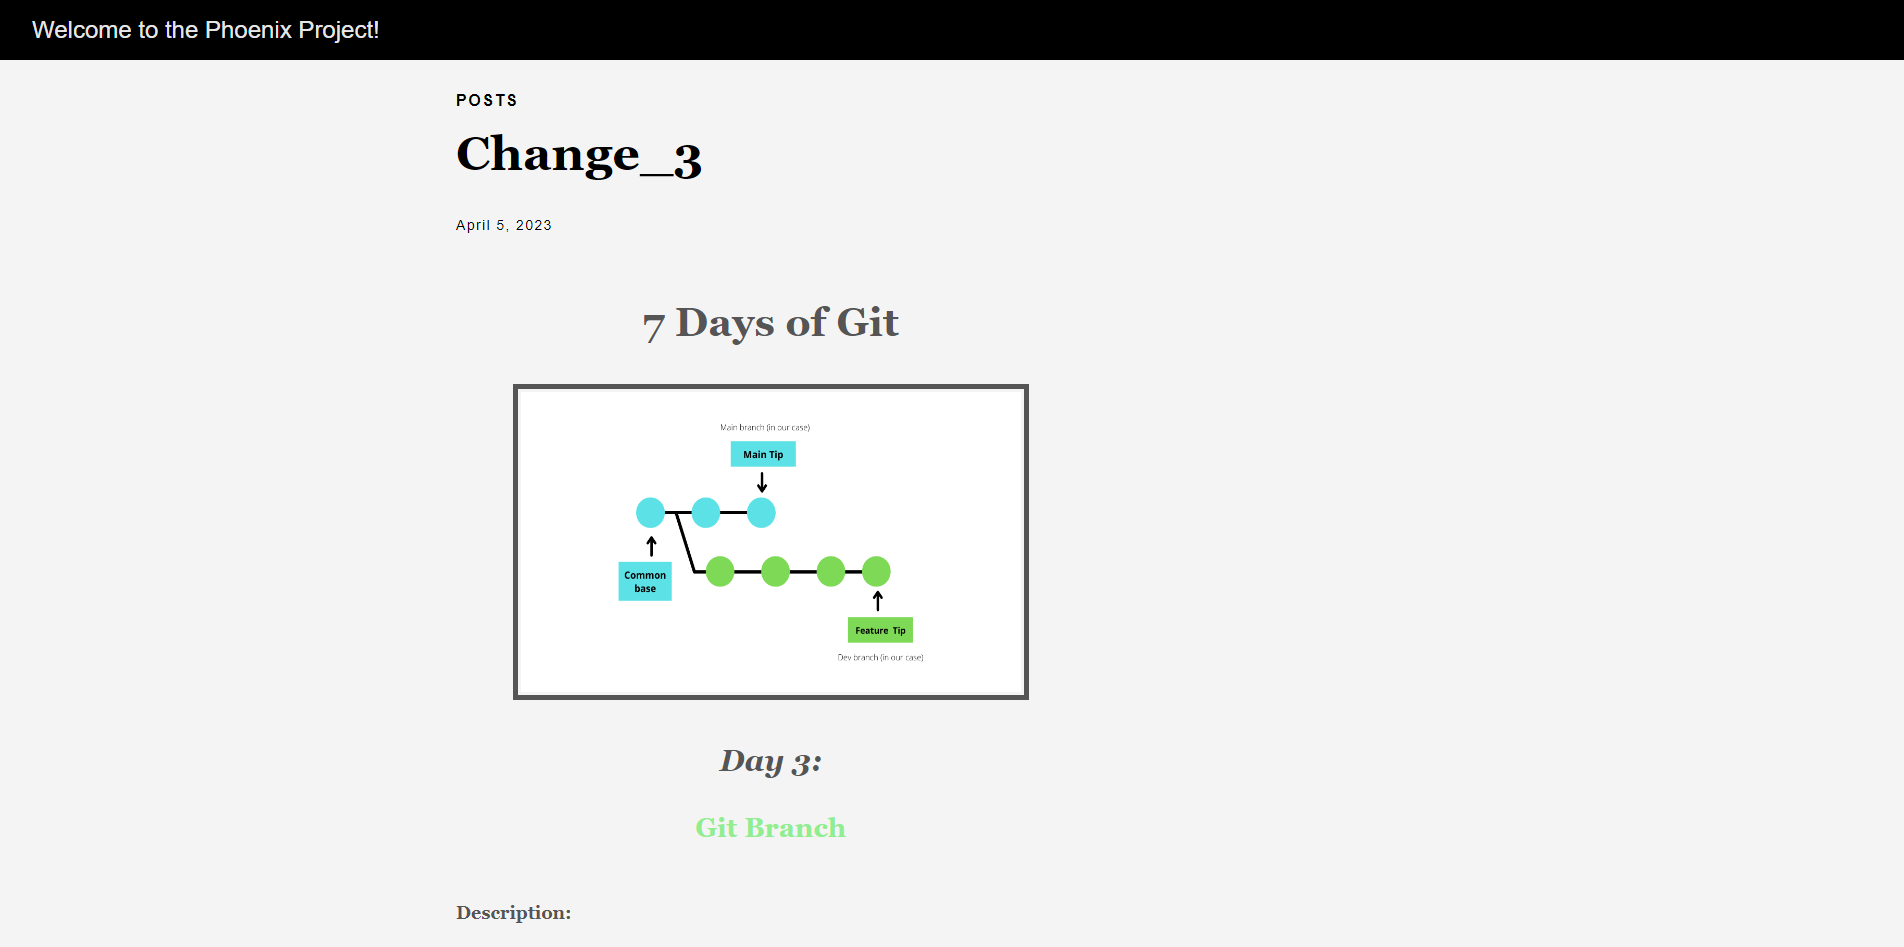 Welcome to the Phoenix Project!
POSTS
Change_3
April 5, 2023
7 Days of Git
Main branch (in our case)
Main Tip
Common
base
Feature Tip
Dev branch (in our case)
Day 3:
Git Branch
Description: